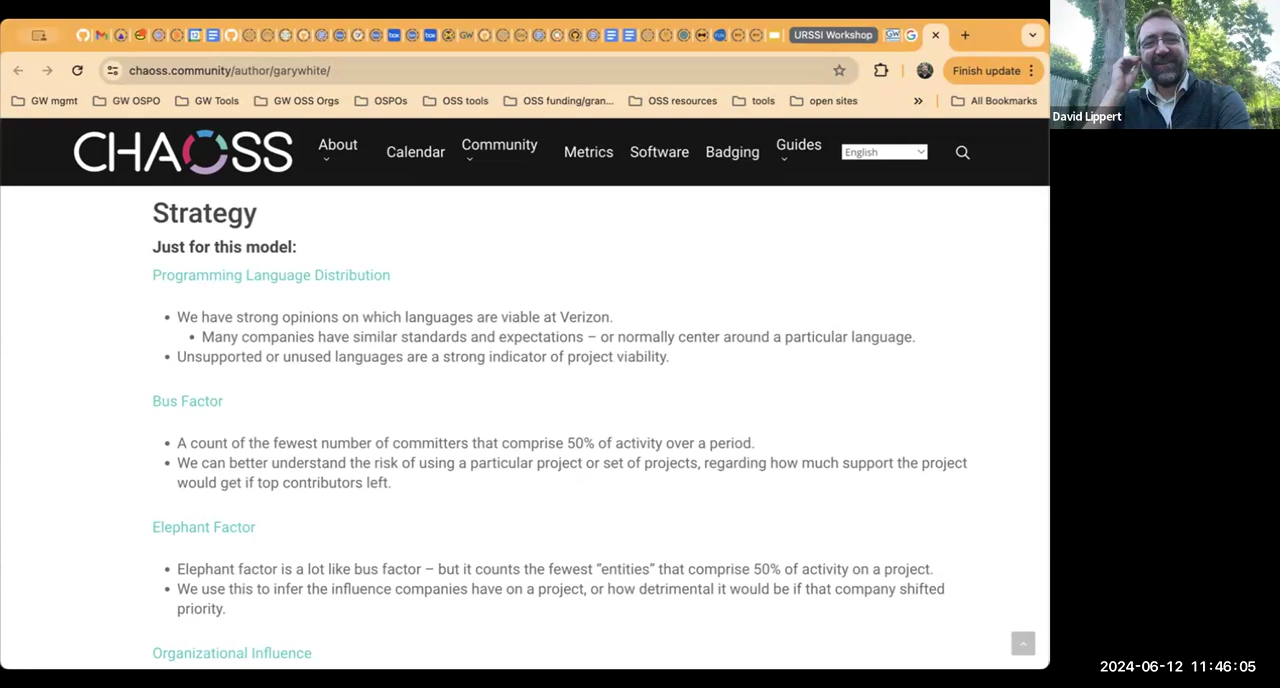 URSSI Workshop
chaoss.community/author/garywhite/
Finish update
GW mgmt
GW OSPO
GW Tools
GW OSS Orgs
OSPOs
OSS tools
OSS funding/gran...
OSS resources
tools
open sites
»
All Bookmarks
David Lippert
CHAOSS
About
Calendar
Community
Metrics
Software
Badging
Guides
English
Strategy
Just for this model:
Programming Language Distribution
• We have strong opinions on which languages are viable at Verizon.
• Many companies have similar standards and expectations – or normally center around a particular language.
• Unsupported or unused languages are a strong indicator of project viability.
Bus Factor
• A count of the fewest number of committers that comprise 50% of activity over a period.
• We can better understand the risk of using a particular project or set of projects, regarding how much support the project
would get if top contributors left.
Elephant Factor
• Elephant factor is a lot like bus factor – but it counts the fewest “entities” that comprise 50% of activity on a project.
• We use this to infer the influence companies have on a project, or how detrimental it would be if that company shifted
priority.
Organizational Influence
2024-06-12 11:46:05